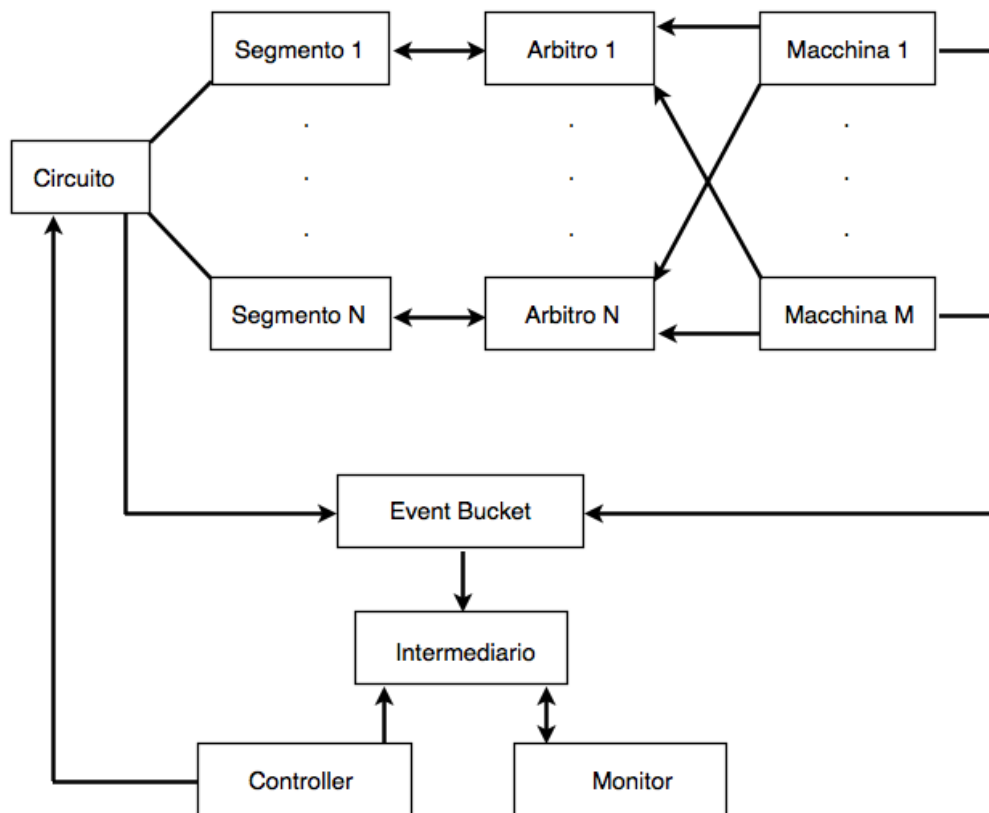 Segmento 1
Arbitro 1
Macchina 1
Circuito
Segmento N
Arbitro N
Macchina M
Event Bucket
Intermediario
Controller
Monitor